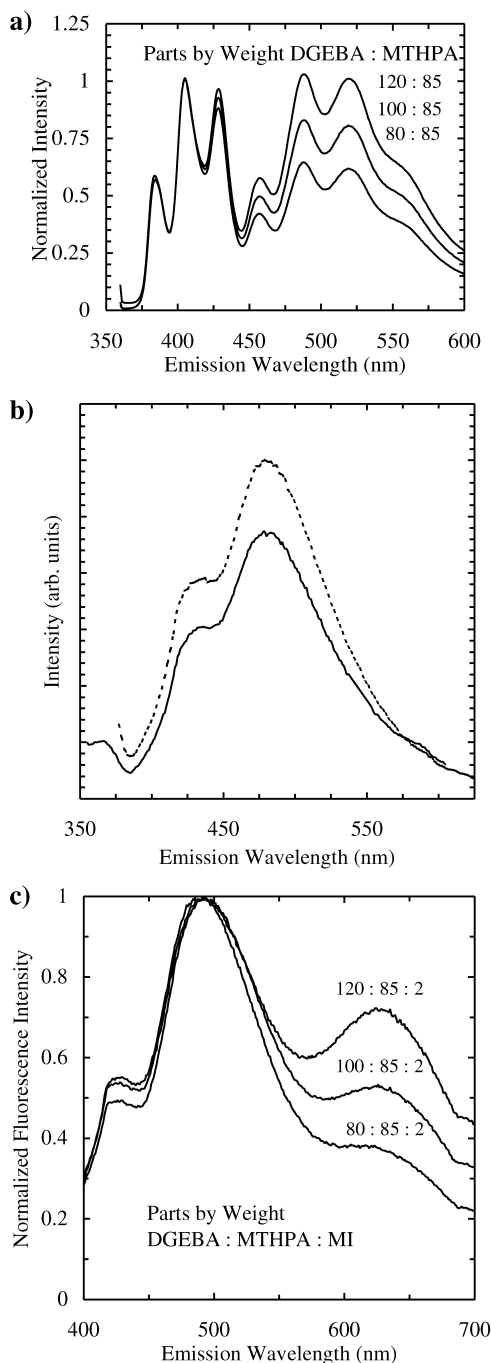 a)
1.25
1
0.75
0.5
0.25
0
Normalized Intensity
Parts by Weight DGEBA : MTHPA
120 : 85
100 : 85
80 : 85
350 400 450 500 550 600
Emission Wavelength (nm)
b)
Intensity (arb. units)
350 450 550
Emission Wavelength (nm)
c)
1
0.8
0.6
0.4
0.2
0
Normalized Fluorescence Intensity
120 : 85 : 2
100 : 85 : 2
80 : 85 : 2
Parts by Weight
DGEBA : MTHPA : MI
400 500 600 700
Emission Wavelength (nm)